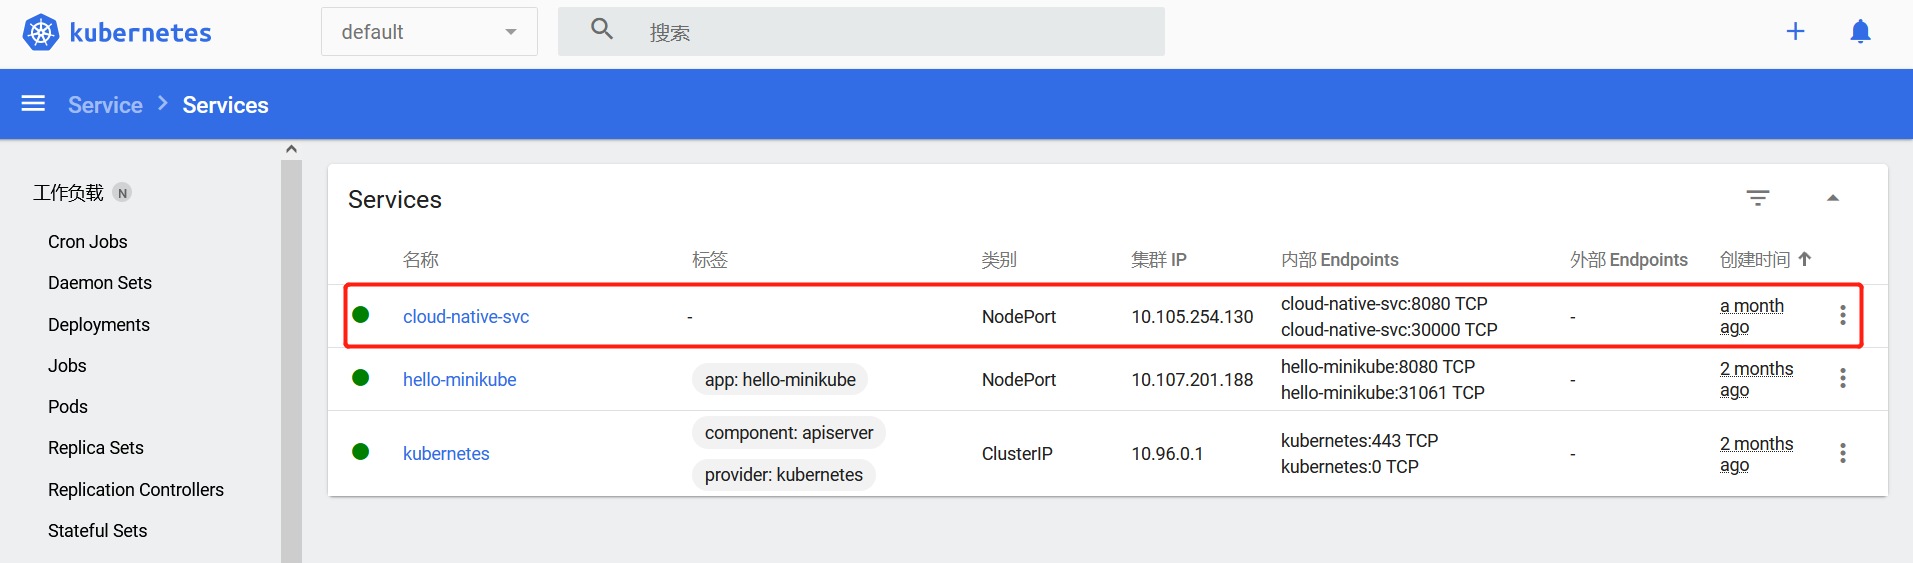 kubernetes
default
搜索
Service
Services
工作负载 N
Cron Jobs
Daemon Sets
Deployments
Jobs
Pods
Replica Sets
Replication Controllers
Stateful Sets
Services
名称 标签 类别 集群 IP 内部 Endpoints 外部 Endpoints 创建时间
cloud-native-svc - NodePort 10.105.254.130 cloud-native-svc:8080 TCP - a month
cloud-native-svc:30000 TCP ago
hello-minikube app: hello-minikube NodePort 10.107.201.188 hello-minikube:8080 TCP - 2 months
hello-minikube:31061 TCP ago
component: apiserver
kubernetes ClusterIP 10.96.0.1 kubernetes:443 TCP - 2 months
provider: kubernetes kubernetes:0 TCP ago